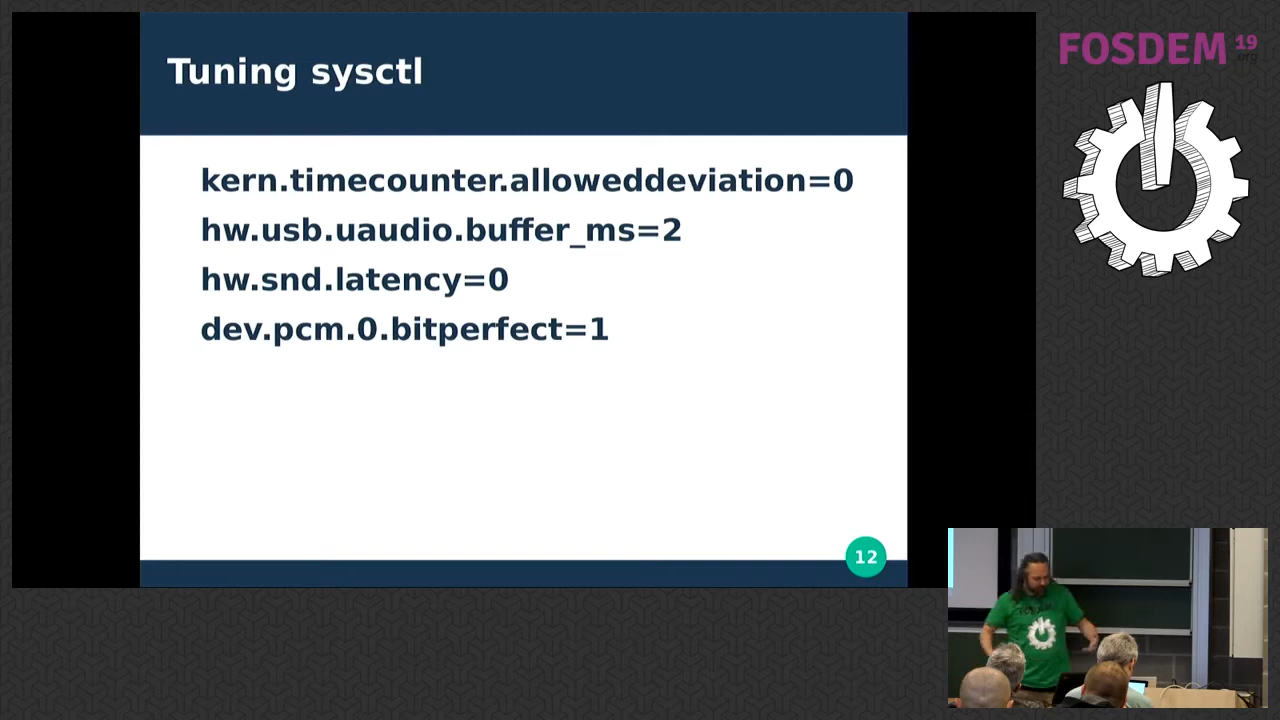 Tuning sysctl
kern.timecounter.alloweddeviation=0
hw.usb.uaudio.buffer_ms=2
hw.snd.latency=0
dev.pcm.0.bitperfect=1
12
FOSDEM 19
.org